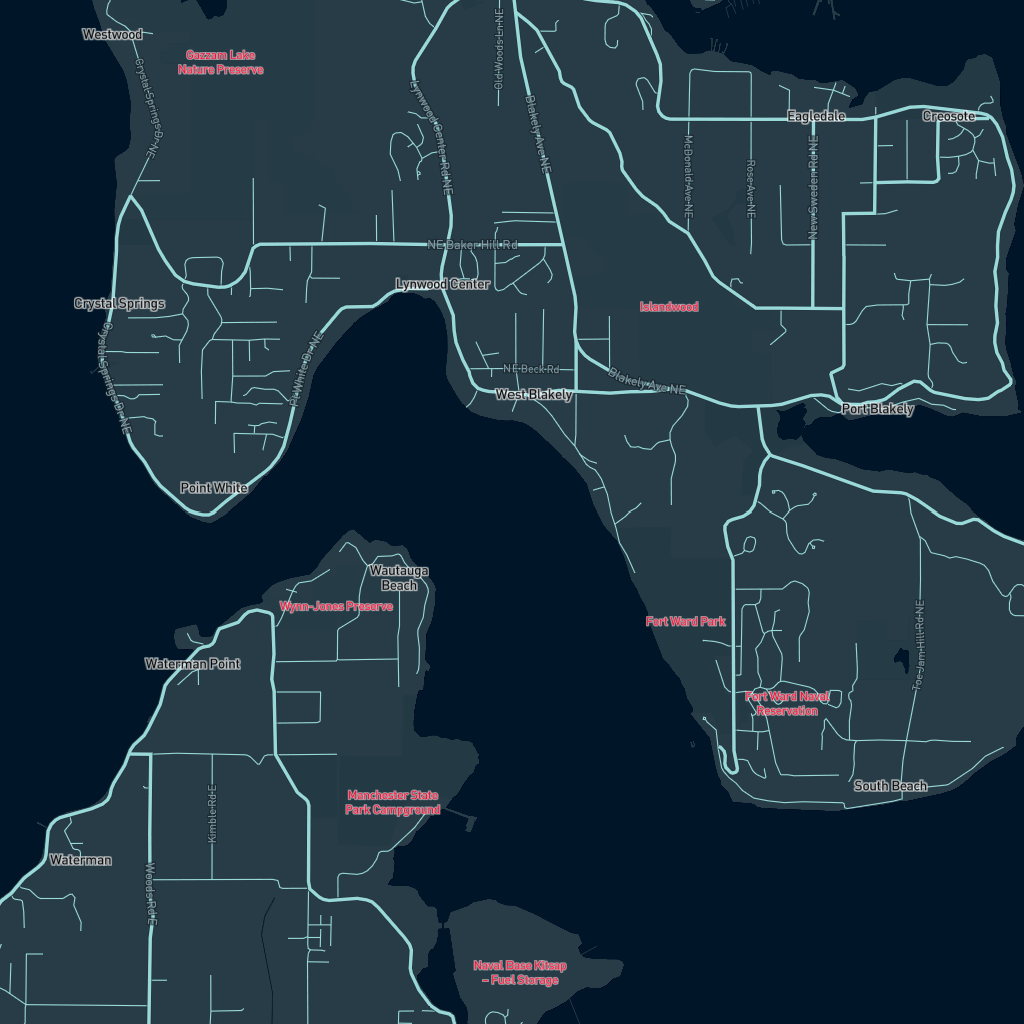 Westwood
Gazzam Lake
Nature Preserve
Old Woods Ln NE
Crystal Springs Dr NE
Lynwood Center Rd NE
Blakely Ave NE
Eagledale
Creosote
McDonald Ave NE
Rose Ave NE
New Sweden Rd NE
NE Baker Hill Rd
Lynwood Center
Crystal Springs
Islandwood
Crystal Springs Dr NE
Pt White Dr NE
NE Beck Rd
Blakely Ave NE
West Blakely
Port Blakely
Point White
Wautauga
Beach
Wynn-Jones Preserve
Fort Ward Park
Toe Jam Hill Rd NE
Waterman Point
Fort Ward Naval
Reservation
South Beach
Manchester State
Park Campground
Kimble Rd E
Waterman
Woods Rd E
Naval Base Kitsap
- Fuel Storage